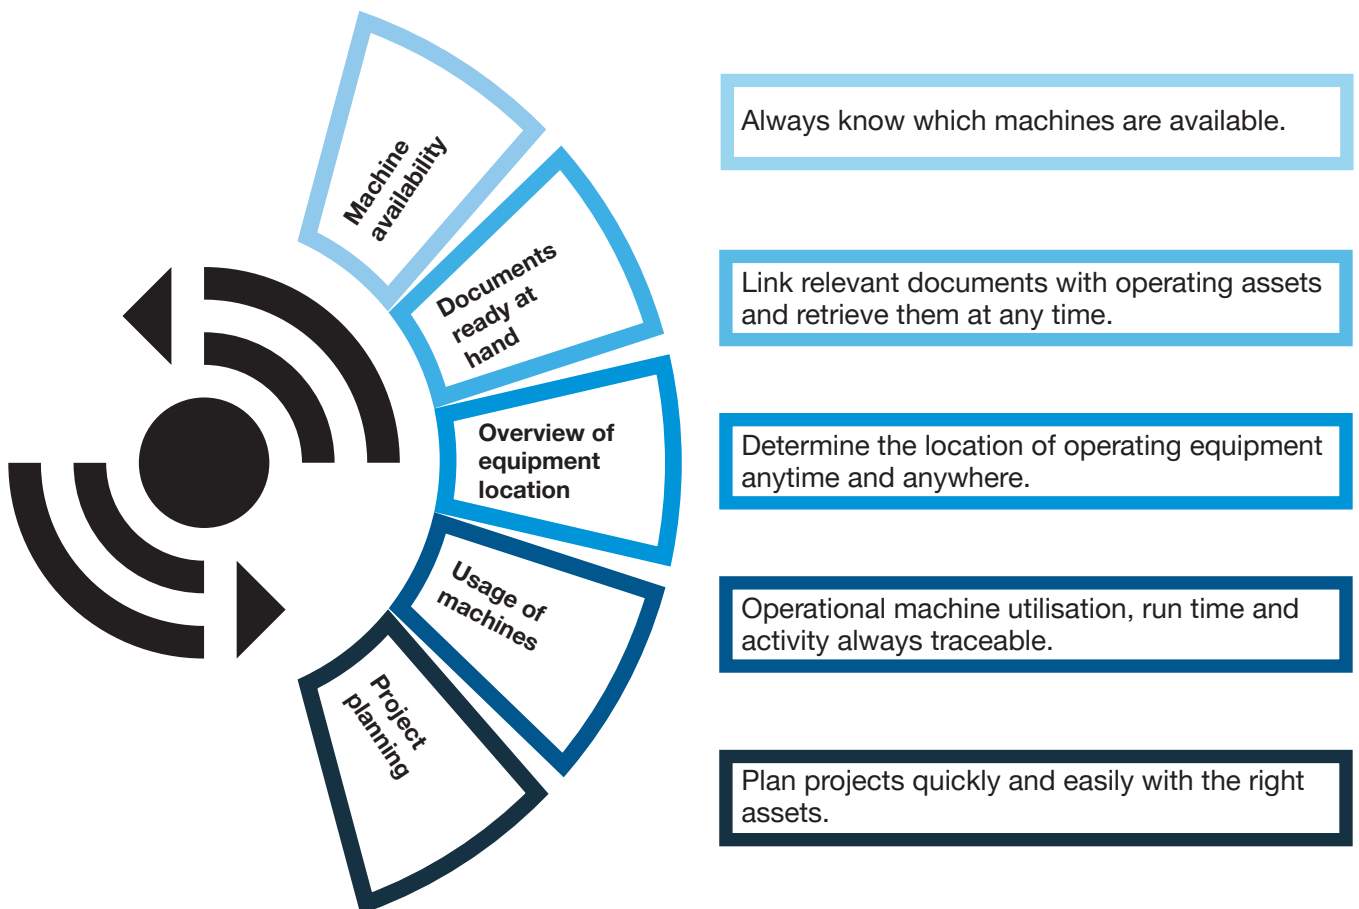 Machine
availability
Always know which machines are available.
Documents
ready at
hand
Link relevant documents with operating assets
and retrieve them at any time.
Overview of
equipment
location
Determine the location of operating equipment
anytime and anywhere.
Usage of
machines
Operational machine utilisation, run time and
activity always traceable.
Project
planning
Plan projects quickly and easily with the right
assets.